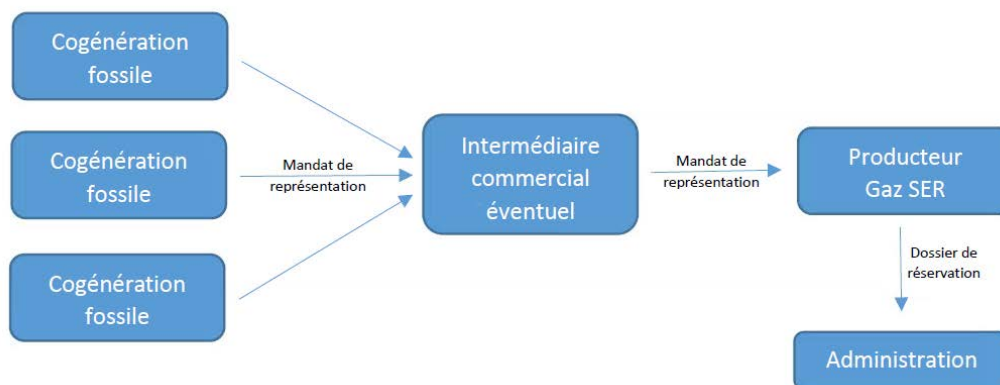 Cogénération
fossile
Cogénération
fossile
Cogénération
fossile
Mandat de
représentation
Intermédiaire
commercial
éventuel
Mandat de
représentation
Producteur
Gaz SER
Dossier de
réservation
Administration